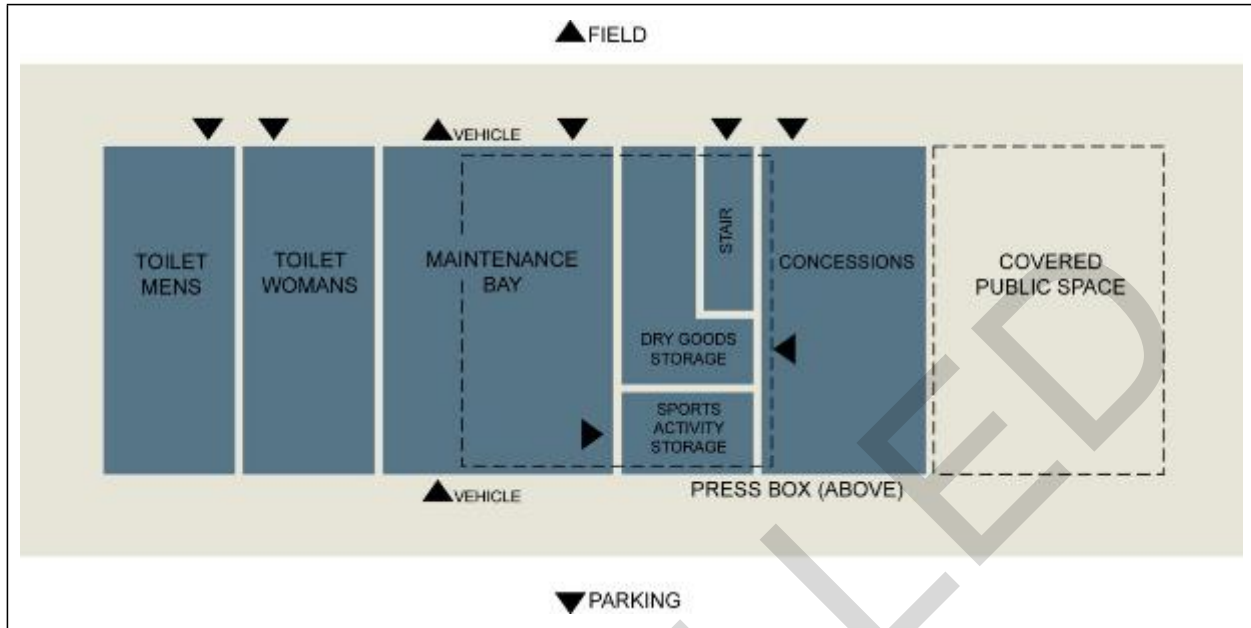 FIELD
VEHICLE
TOILET
MENS
TOILET
WOMANS
MAINTENANCE
BAY
STAIR
CONCESSIONS
COVERED
PUBLIC SPACE
DRY GOODS
STORAGE
SPORTS
ACTIVITY
STORAGE
VEHICLE
PRESS BOX (ABOVE)
PARKING
LED